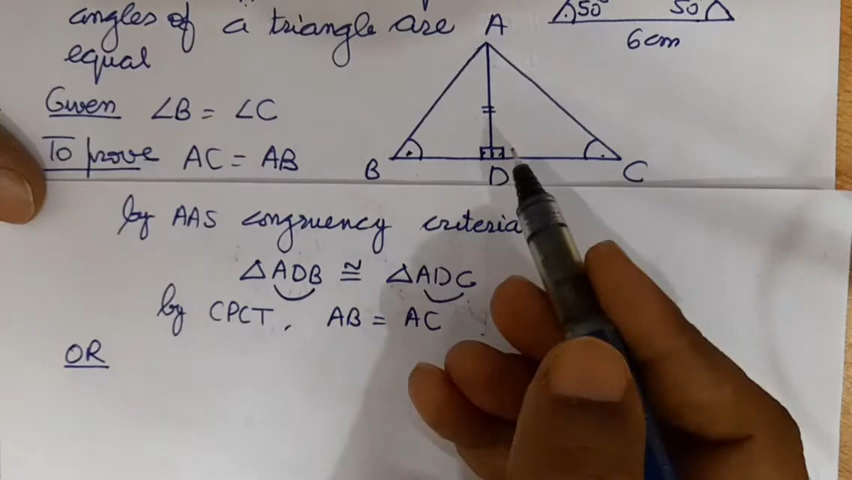 angles of a triangle are
equal
50° 50°
6cm
Given ∠B = ∠C
To prove AC = AB
A
B D C
by AAS congruency criteria
△ADB ≅ △ADC
by CPCT, AB = AC
OR